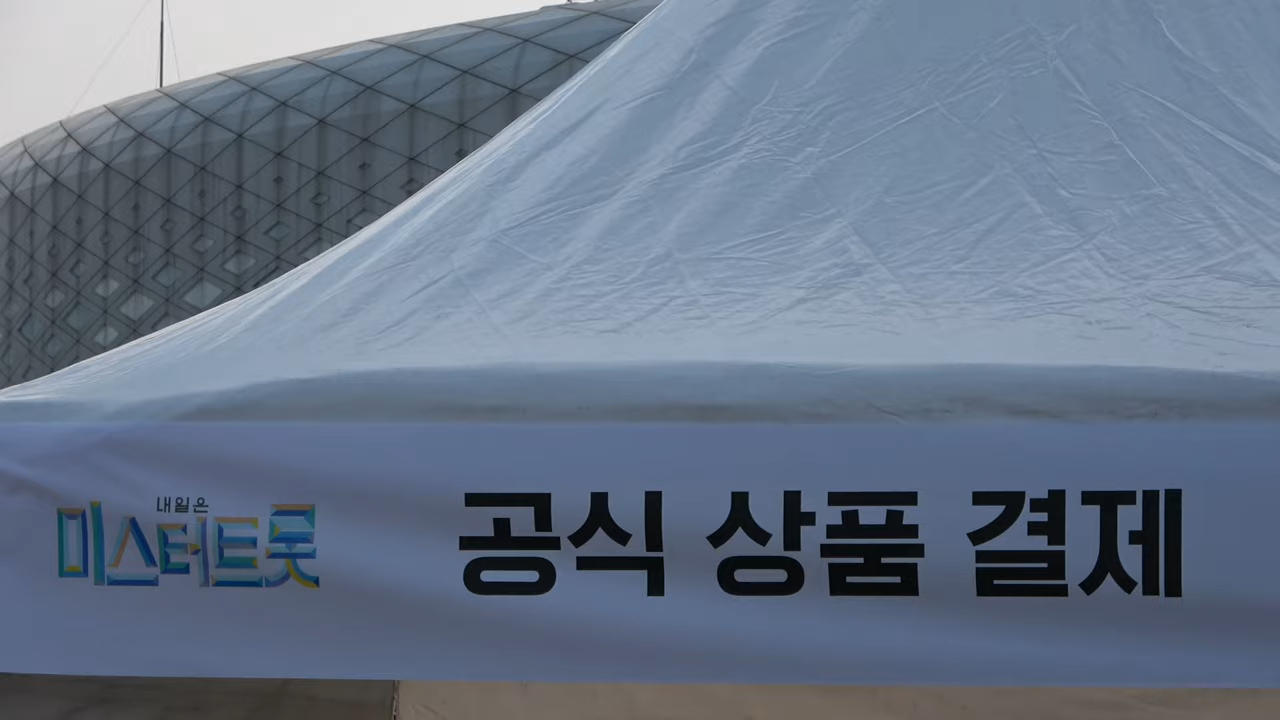 내일은
미스터트롯
공식 상품 결제